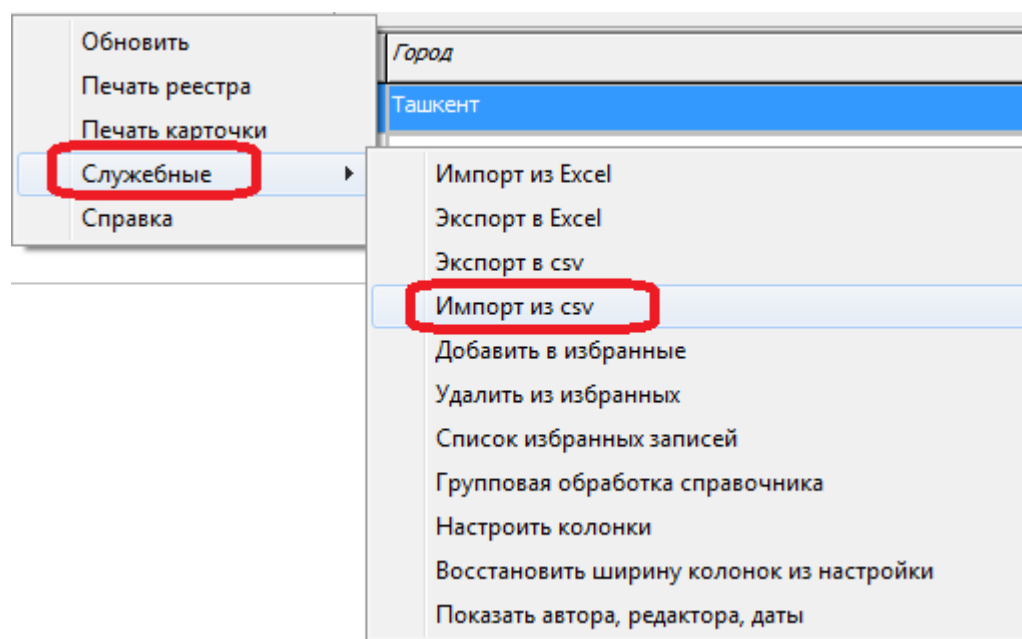 Обновить
Печать реестра
Печать карточки
Служебные
Справка
Город
Ташкент
Импорт из Excel
Экспорт в Excel
Экспорт в csv
Импорт из csv
Добавить в избранные
Удалить из избранных
Список избранных записей
Групповая обработка справочника
Настроить колонки
Восстановить ширину колонок из настройки
Показать автора, редактора, даты